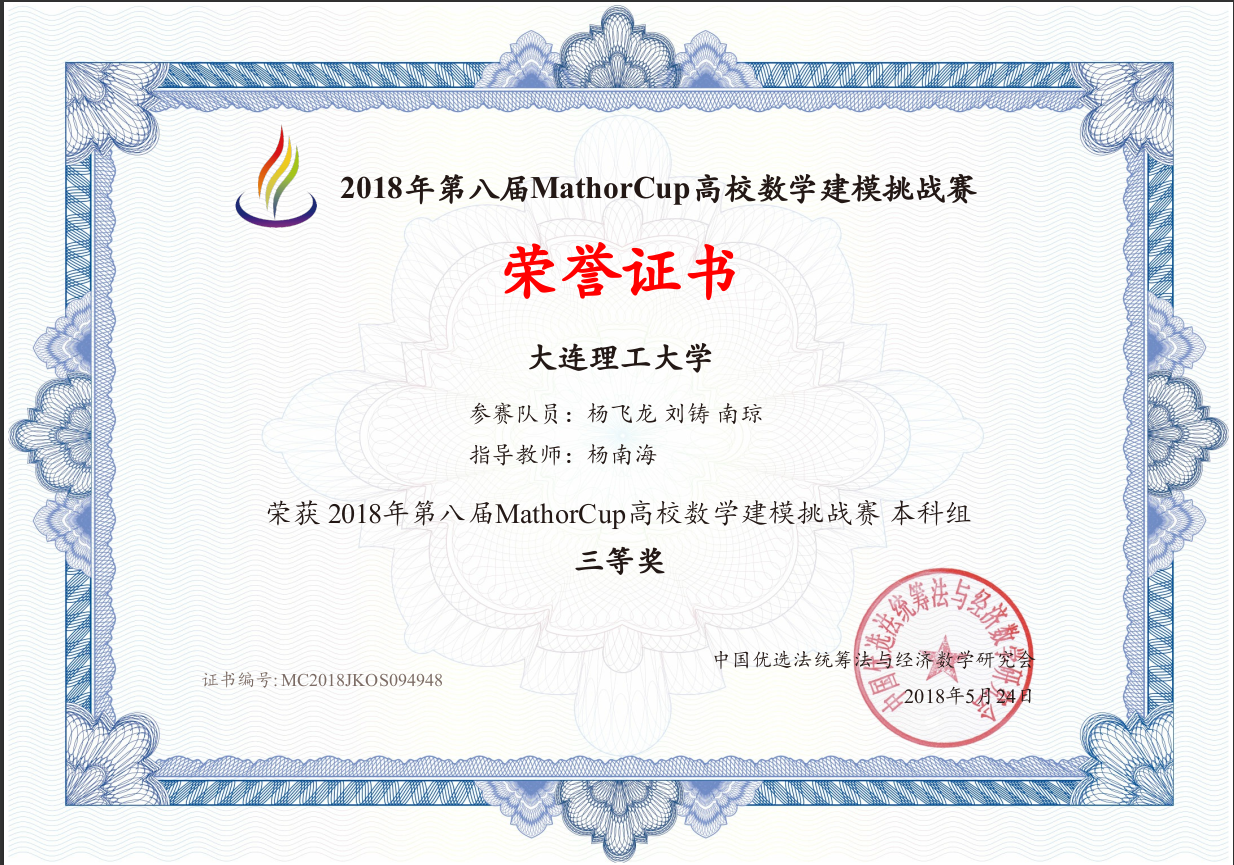 2018年第八届MathorCup高校数学建模挑战赛
荣誉证书
大连理工大学
参赛队员：杨飞龙 刘铸 南琼
指导教师：杨南海
荣获 2018年第八届MathorCup高校数学建模挑战赛 本科组
三等奖
中国优选法统筹法与经济数学研究会
中国优选法统筹法与经济数学研究会
证书编号: MC2018JKOS094948
2018年5月24日